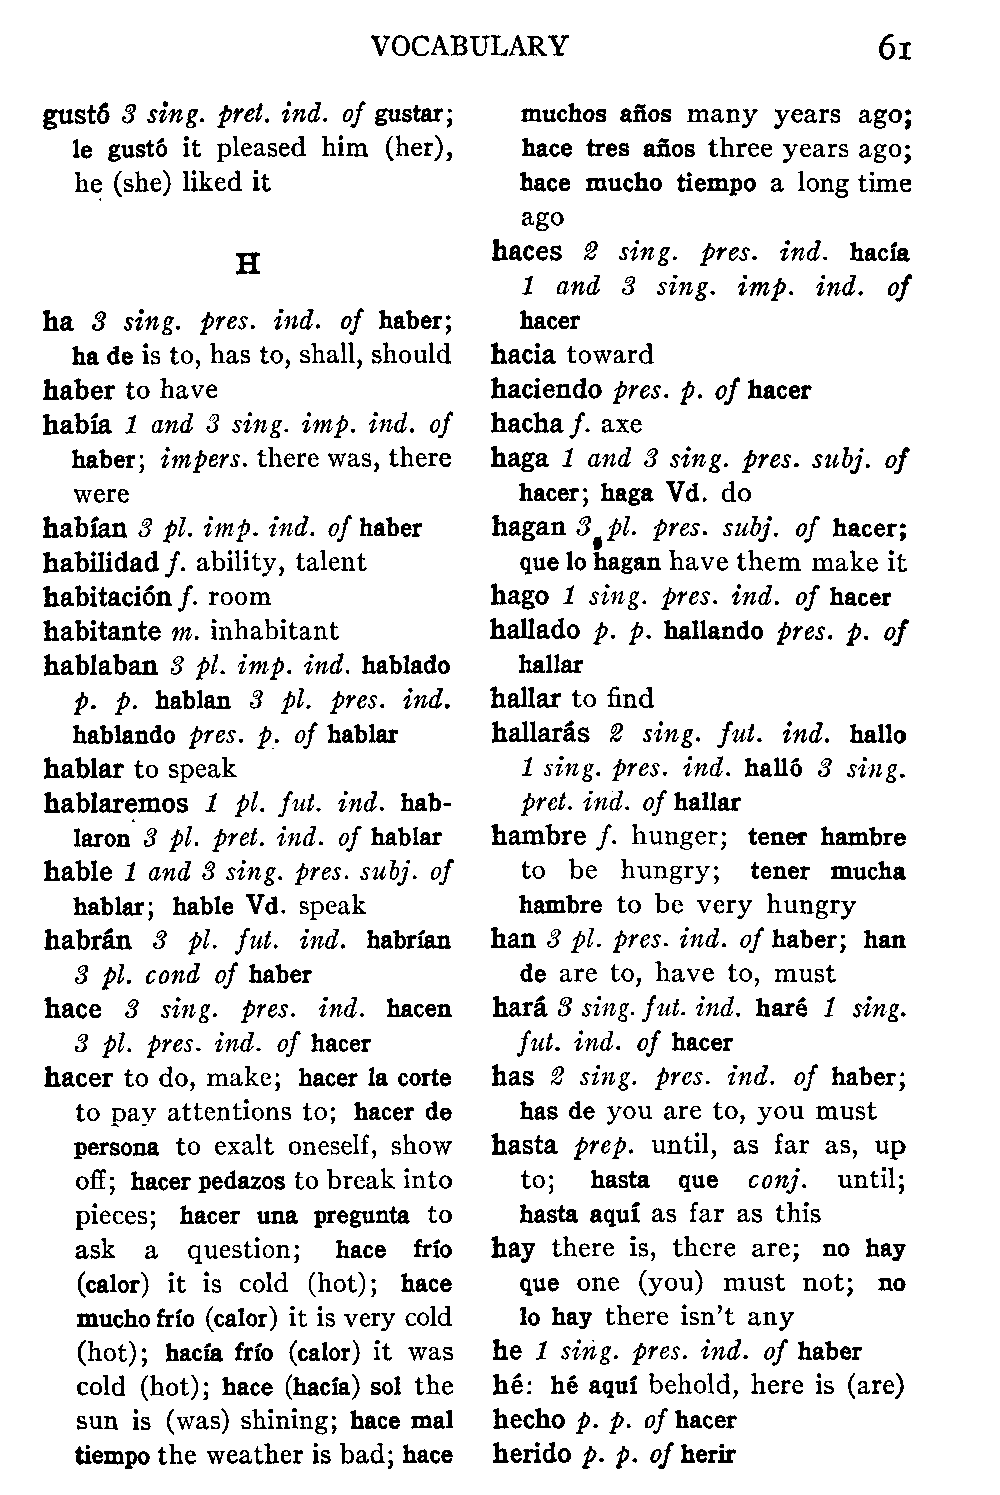 VOCABULARY 61
gustó 3 sing. pret. ind. of gustar;
le gustó it pleased him (her),
he (she) liked it
H
ha 3 sing. pres. ind. of haber;
ha de is to, has to, shall, should
haber to have
había 1 and 3 sing. imp. ind. of
haber; impers. there was, there
were
habían 3 pl. imp. ind. of haber
habilidad f. ability, talent
habitación f. room
habitante m. inhabitant
hablaban 3 pl. imp. ind. hablado
p. p. hablan 3 pl. pres. ind.
hablando pres. p. of hablar
hablar to speak
hablaremos 1 pl. fut. ind. hab-
laron 3 pl. pret. ind. of hablar
hable 1 and 3 sing. pres. subj. of
hablar; hable Vd. speak
habrán 3 pl. fut. ind. habrían
3 pl. cond of haber
hace 3 sing. pres. ind. hacen
3 pl. pres. ind. of hacer
hacer to do, make; hacer la corte
to pay attentions to; hacer de
persona to exalt oneself, show
off; hacer pedazos to break into
pieces; hacer una pregunta to
ask a question; hace frío
(calor) it is cold (hot); hace
mucho frío (calor) it is very cold
(hot); hacía frío (calor) it was
cold (hot); hace (hacía) sol the
sun is (was) shining; hace mal
tiempo the weather is bad; hace
muchos años many years ago;
hace tres años three years ago;
hace mucho tiempo a long time
ago
haces 2 sing. pres. ind. hacía
1 and 3 sing. imp. ind. of
hacer
hacia toward
haciendo pres. p. of hacer
hacha f. axe
haga 1 and 3 sing. pres. subj. of
hacer; haga Vd. do
hagan 3 pl. pres. subj. of hacer;
que lo hagan have them make it
hago 1 sing. pres. ind. of hacer
hallado p. p. hallando pres. p. of
hallar
hallar to find
hallarás 2 sing. fut. ind. hallo
1 sing. pres. ind. halló 3 sing.
pret. ind. of hallar
hambre f. hunger; tener hambre
to be hungry; tener mucha
hambre to be very hungry
han 3 pl. pres. ind. of haber; han
de are to, have to, must
hará 3 sing. fut. ind. haré 1 sing.
fut. ind. of hacer
has 2 sing. pres. ind. of haber;
has de you are to, you must
hasta prep. until, as far as, up
to; hasta que conj. until;
hasta aquí as far as this
hay there is, there are; no hay
que one (you) must not; no
lo hay there isn't any
he 1 sing. pres. ind. of haber
hé: hé aquí behold, here is (are)
hecho p. p. of hacer
herido p. p. of herir